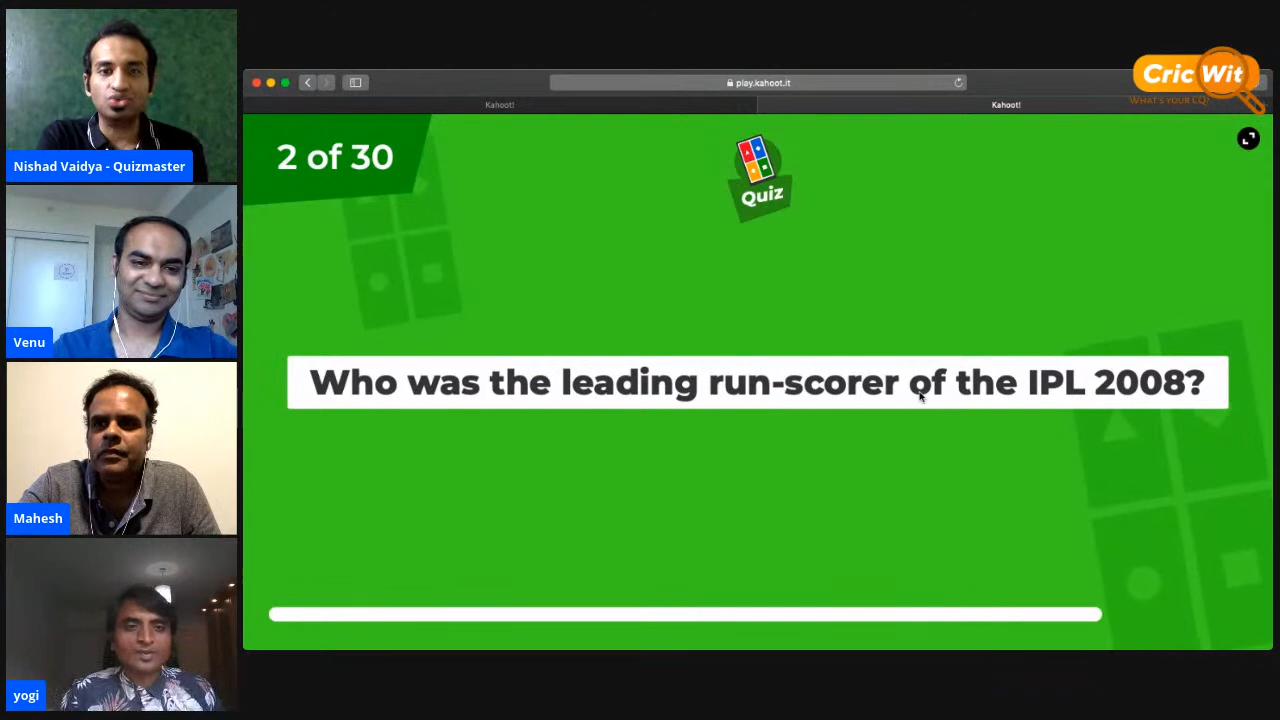 Nishad Vaidya - Quizmaster
Venu
Mahesh
yogi
play.kahoot.it
Kahoot!
Kahoot!
Cric Wit
WHAT'S YOUR CQ?
2 of 30
Quiz
Who was the leading run-scorer of the IPL 2008?